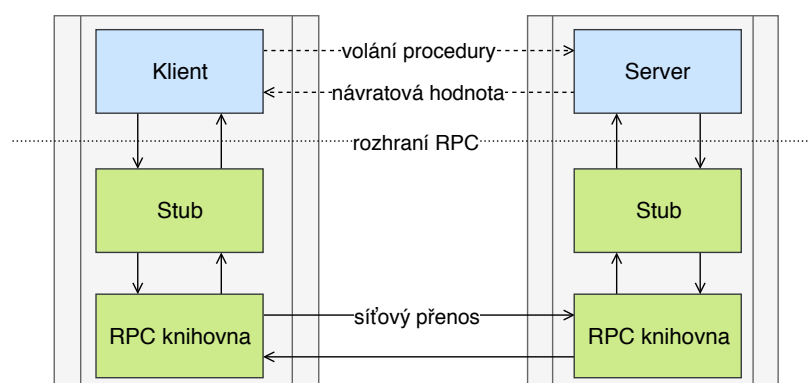 Klient
volání procedury
Server
návratová hodnota
rozhraní RPC
Stub
Stub
RPC knihovna
síťový přenos
RPC knihovna